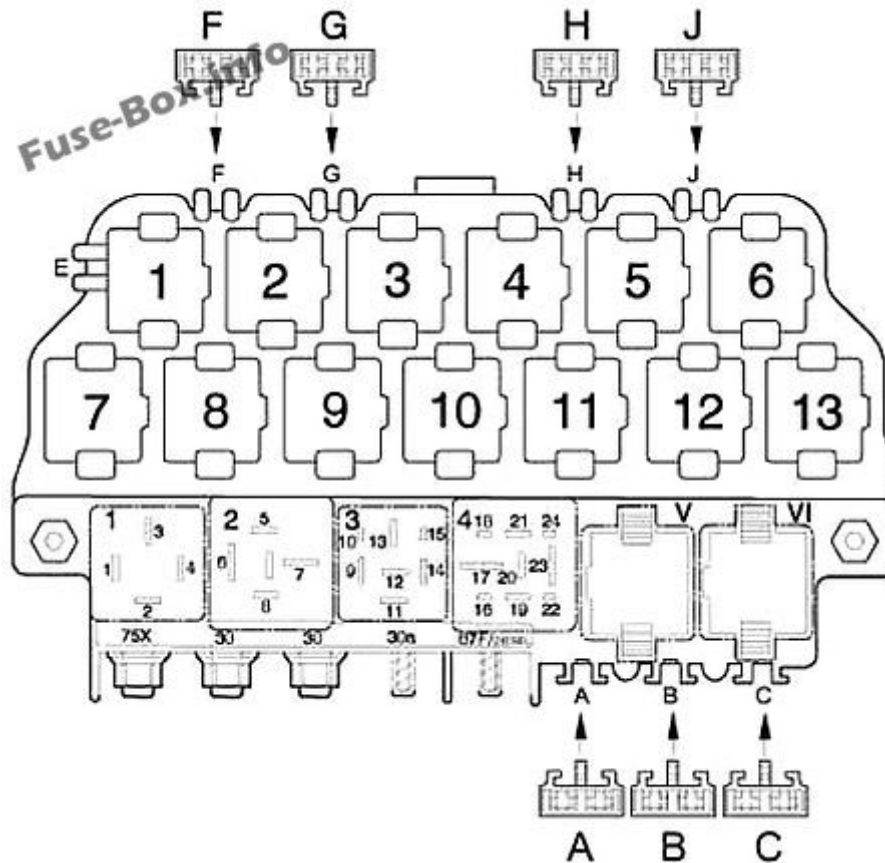 F G H J
Fuse-Box.info
F G H J
E
1 2 3 4 5 6
7 8 9 10 11 12 13
1 2 3 4 V VI
5 18 21 24
3 10 13 15
1 4 6 7 9 12 14 17 20 23
2 8 11 16 19 22
75X 30 30 30a
A B C
A B C